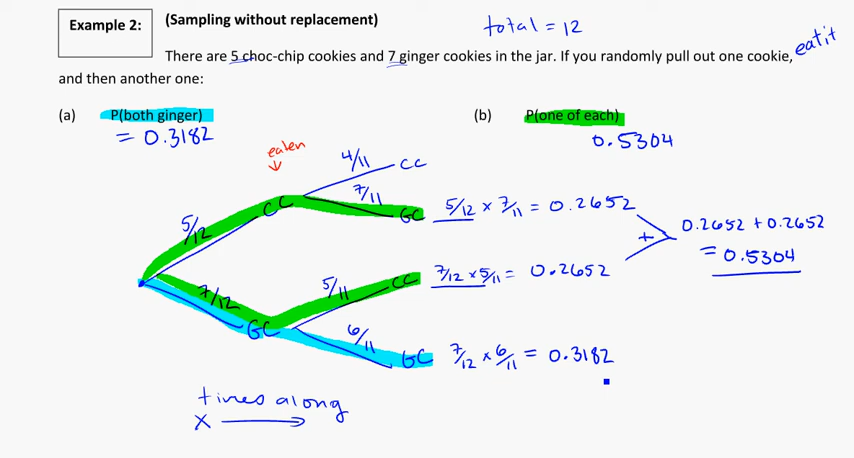 Example 2:
(Sampling without replacement)
total = 12
There are 5 choc-chip cookies and 7 ginger cookies in the jar. If you randomly pull out one cookie,
eat it
and then another one:
(a) P(both ginger)
= 0.3182
(b) P(one of each)
0.5304
eaten
4/11 CC
7/11 GC
5/12 CC
5/12 × 7/11 = 0.2652
0.2652 + 0.2652
+
= 0.5304
7/12 GC
5/11 CC
7/12 × 5/11 = 0.2652
6/11 GC
7/12 × 6/11 = 0.3182
times along
×